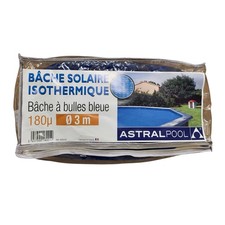 BÂCHE SOLAIRE
ISOTHERMIQUE
Bâche à bulles bleue
180µ Ø 3 m
ASTRALPOOL